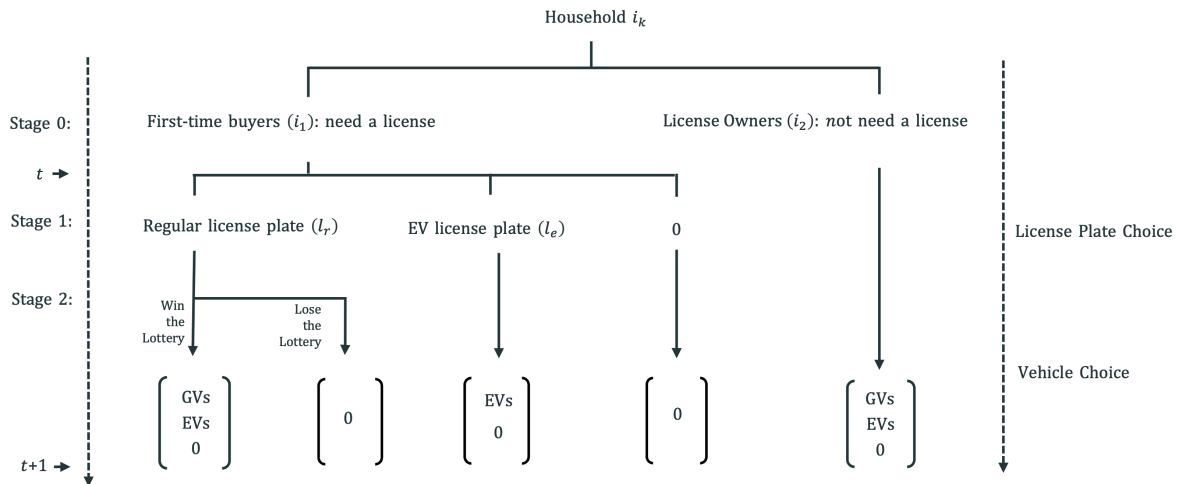 Household i_k
Stage 0:
First-time buyers (i_1): need a license
License Owners (i_2): not need a license
t
Stage 1:
Regular license plate (l_r)
EV license plate (l_e)
0
License Plate Choice
Stage 2:
Win
the
Lottery
Lose
the
Lottery
Vehicle Choice
GVs
EVs
0
0
EVs
0
0
GVs
EVs
0
t+1